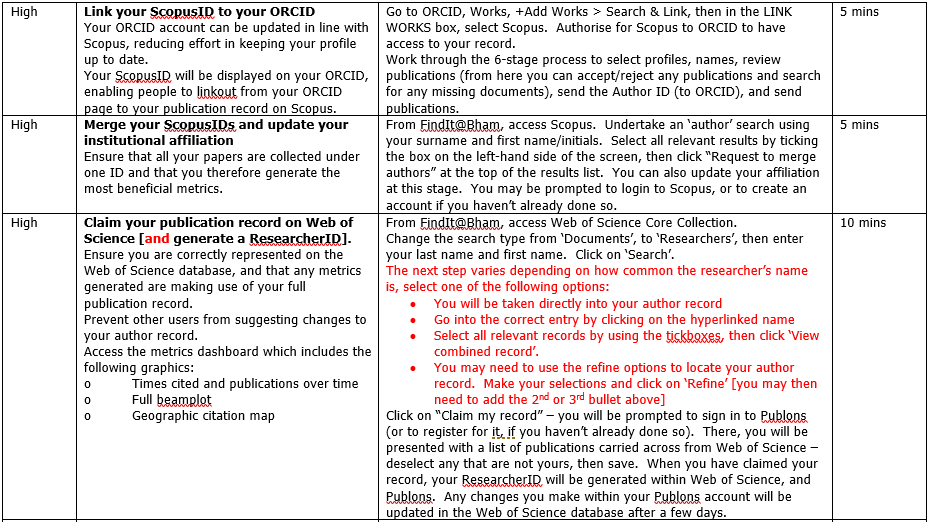 High
Link your ScopusID to your ORCID
Your ORCID account can be updated in line with
Scopus, reducing effort in keeping your profile
up to date.
Your ScopusID will be displayed on your ORCID,
enabling people to linkout from your ORCID
page to your publication record on Scopus.
Go to ORCID, Works, +Add Works > Search & Link, then in the LINK
WORKS box, select Scopus.  Authorise for Scopus to ORCID to have
access to your record.
Work through the 6-stage process to select profiles, names, review
publications (from here you can accept/reject any publications and search
for any missing documents), send the Author ID (to ORCID), and send
publications.
5 mins
High
Merge your ScopusIDs and update your
institutional affiliation
Ensure that all your papers are collected under
one ID and that you therefore generate the
most beneficial metrics.
From FindIt@Bham, access Scopus.  Undertake an ‘author’ search using
your surname and first name/initials.  Select all relevant results by ticking
the box on the left-hand side of the screen, then click “Request to merge
authors” at the top of the results list.  You can also update your affiliation
at this stage.  You may be prompted to login to Scopus, or to create an
account if you haven’t already done so.
5 mins
High
Claim your publication record on Web of
Science [and generate a ResearcherID].
Ensure you are correctly represented on the
Web of Science database, and that any metrics
generated are making use of your full
publication record.
Prevent other users from suggesting changes to
your author record.
Access the metrics dashboard which includes the
following graphics:
o Times cited and publications over time
o Full beamplot
o Geographic citation map
From FindIt@Bham, access Web of Science Core Collection.
Change the search type from ‘Documents’, to ‘Researchers’, then enter
your last name and first name.  Click on ‘Search’.
The next step varies depending on how common the researcher’s name
is, select one of the following options:
• You will be taken directly into your author record
• Go into the correct entry by clicking on the hyperlinked name
• Select all relevant records by using the tickboxes, then click ‘View
combined record’.
• You may need to use the refine options to locate your author
record.  Make your selections and click on ‘Refine’ [you may then
need to add the 2nd or 3rd bullet above]
Click on “Claim my record” – you will be prompted to sign in to Publons
(or to register for it, if you haven’t already done so).  There, you will be
presented with a list of publications carried across from Web of Science –
deselect any that are not yours, then save.  When you have claimed your
record, your ResearcherID will be generated within Web of Science, and
Publons.  Any changes you make within your Publons account will be
updated in the Web of Science database after a few days.
10 mins